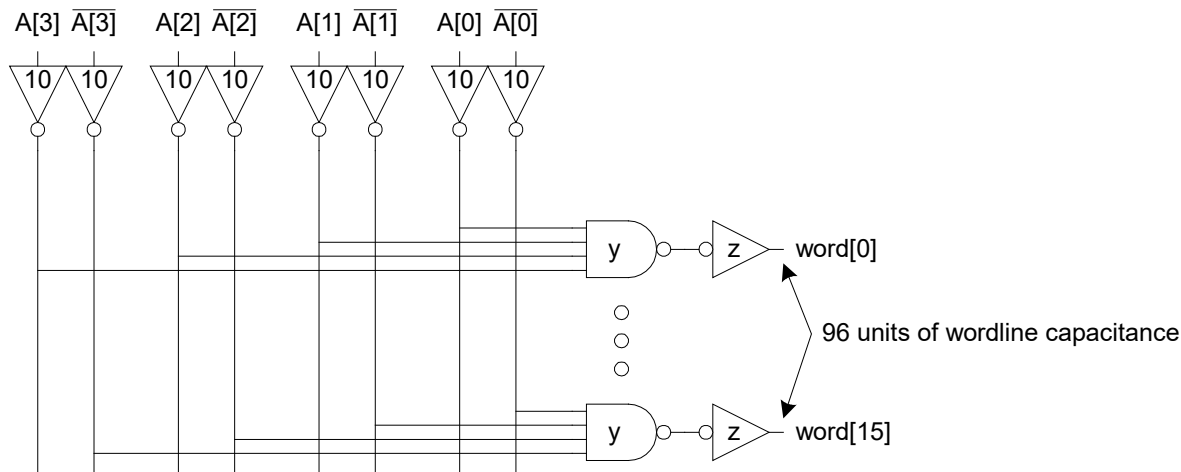 A[3] A̅[̅3̅]̅ A[2] A̅[̅2̅]̅ A[1] A̅[̅1̅]̅ A[0] A̅[̅0̅]̅
10 10 10 10 10 10 10 10
y z word[0]
96 units of wordline capacitance
y z word[15]